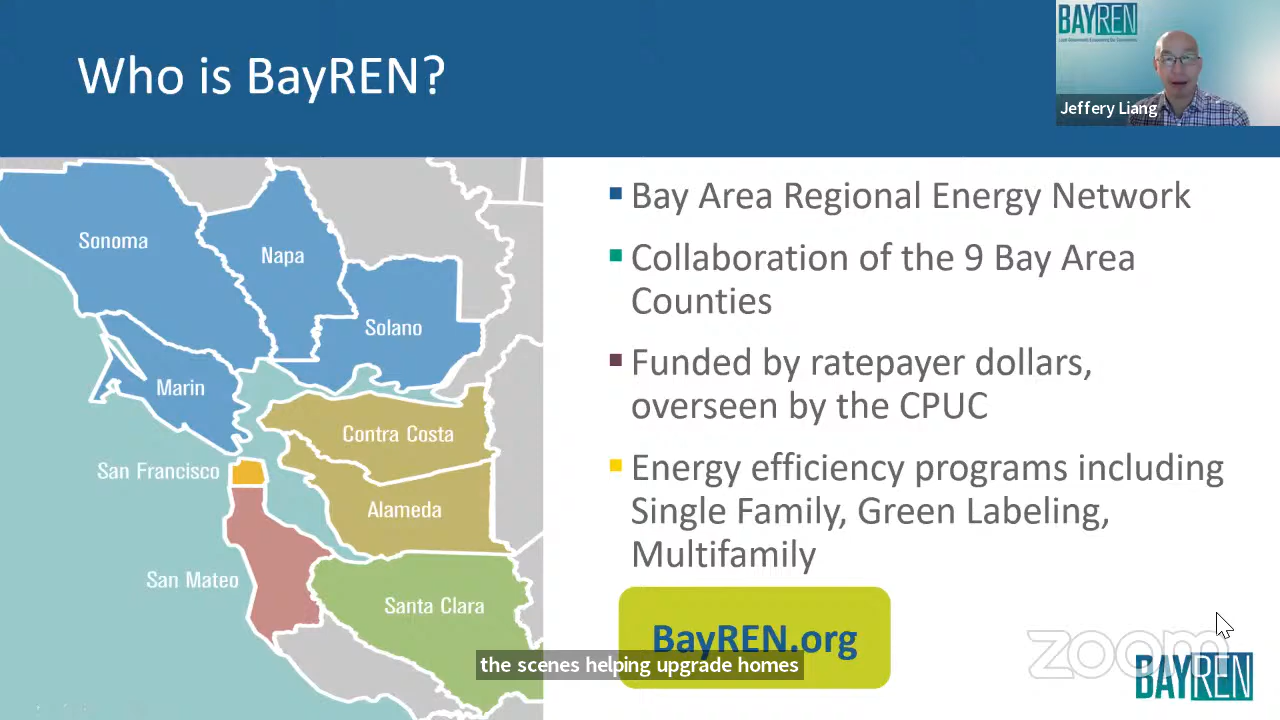 Who is BayREN?
BAYREN
Jeffery Liang
Sonoma
Napa
Solano
Marin
Contra Costa
San Francisco
Alameda
San Mateo
Santa Clara
Bay Area Regional Energy Network
Collaboration of the 9 Bay Area
Counties
Funded by ratepayer dollars,
overseen by the CPUC
Energy efficiency programs including
Single Family, Green Labeling,
Multifamily
BayREN.org
the scenes helping upgrade homes
zoom
BAYREN